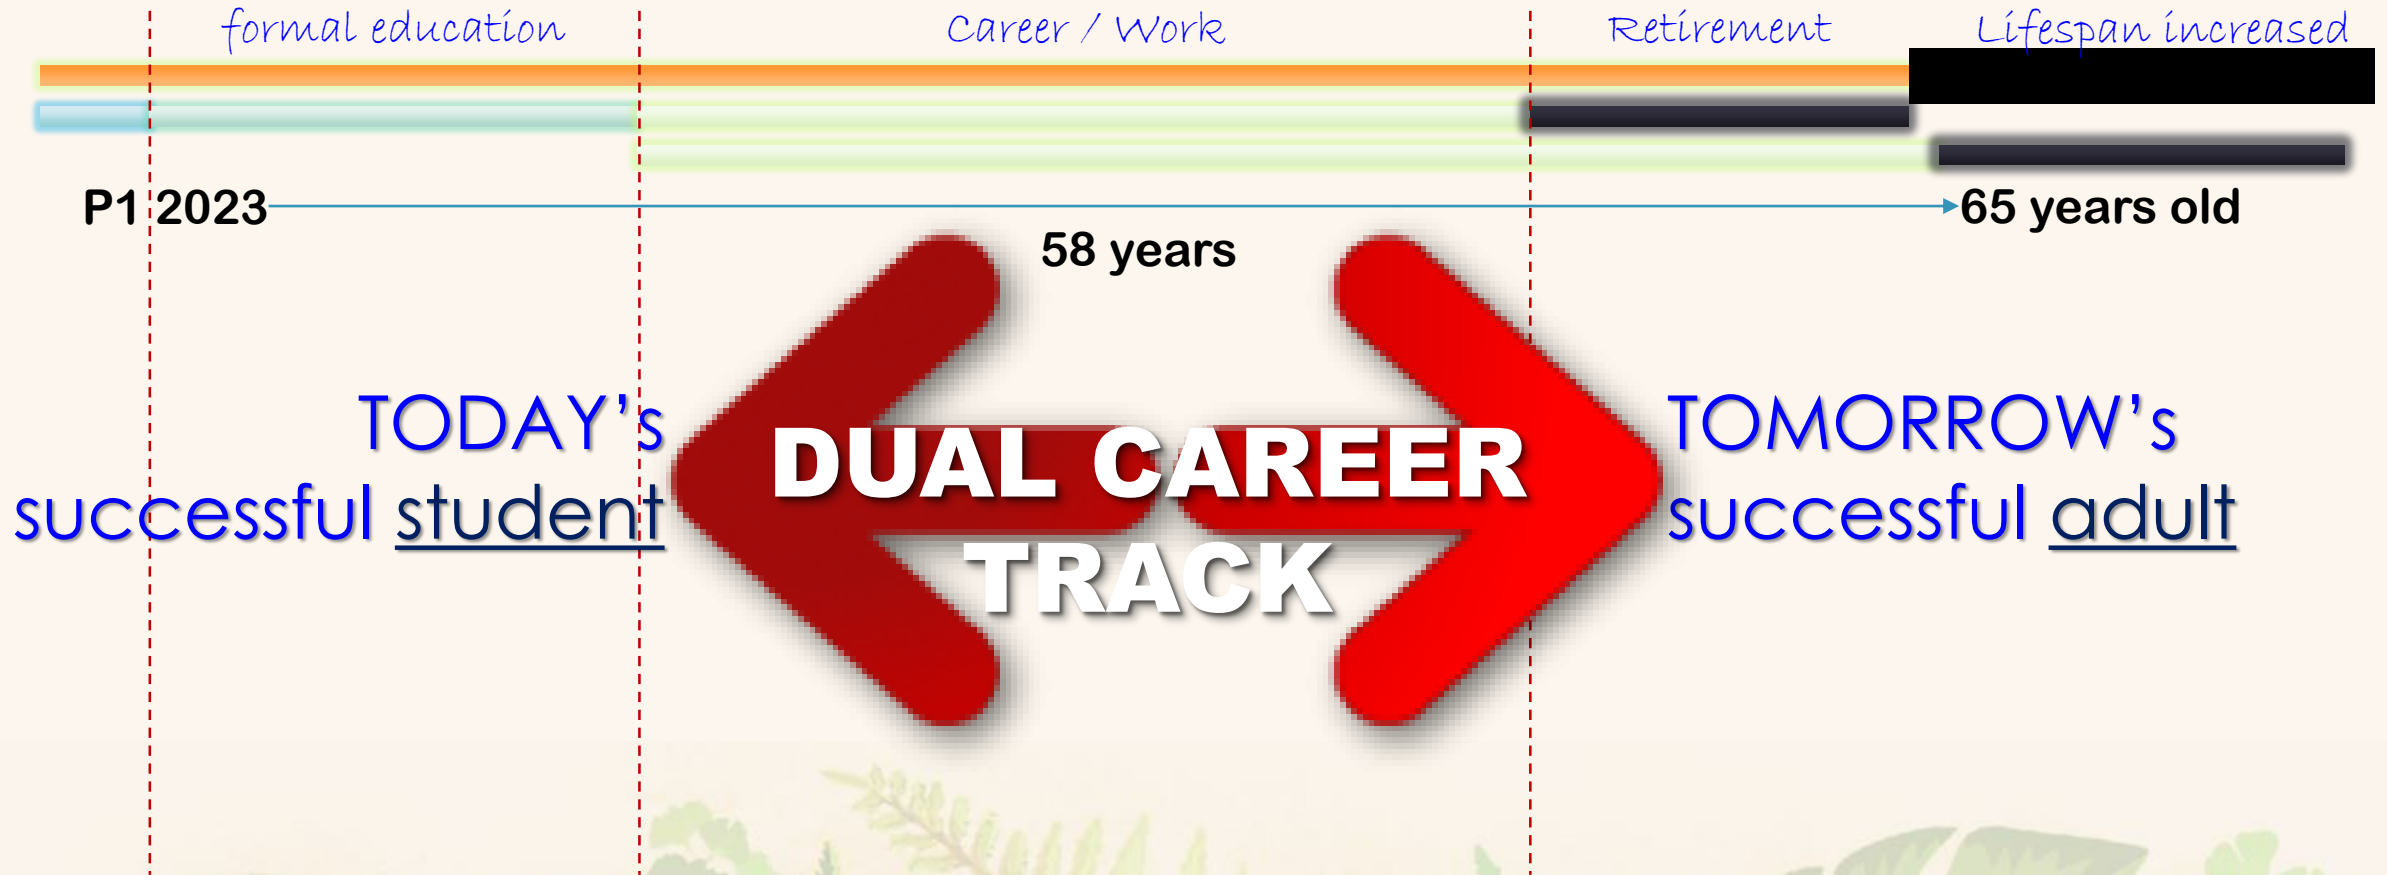 formal education
Career / Work
Retirement
Lifespan increased
P1 2023
65 years old
58 years
TODAY's
successful student
DUAL CAREER
TRACK
TOMORROW's
successful adult